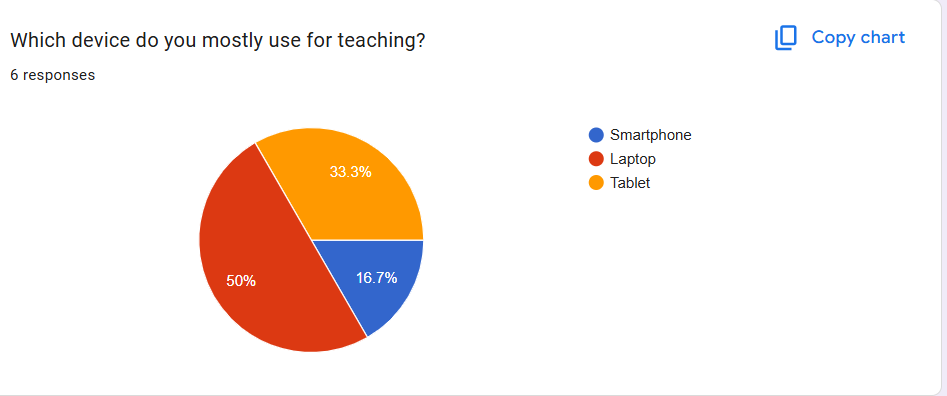 Which device do you mostly use for teaching?
Copy chart
6 responses
Smartphone
Laptop
Tablet
33.3%
16.7%
50%